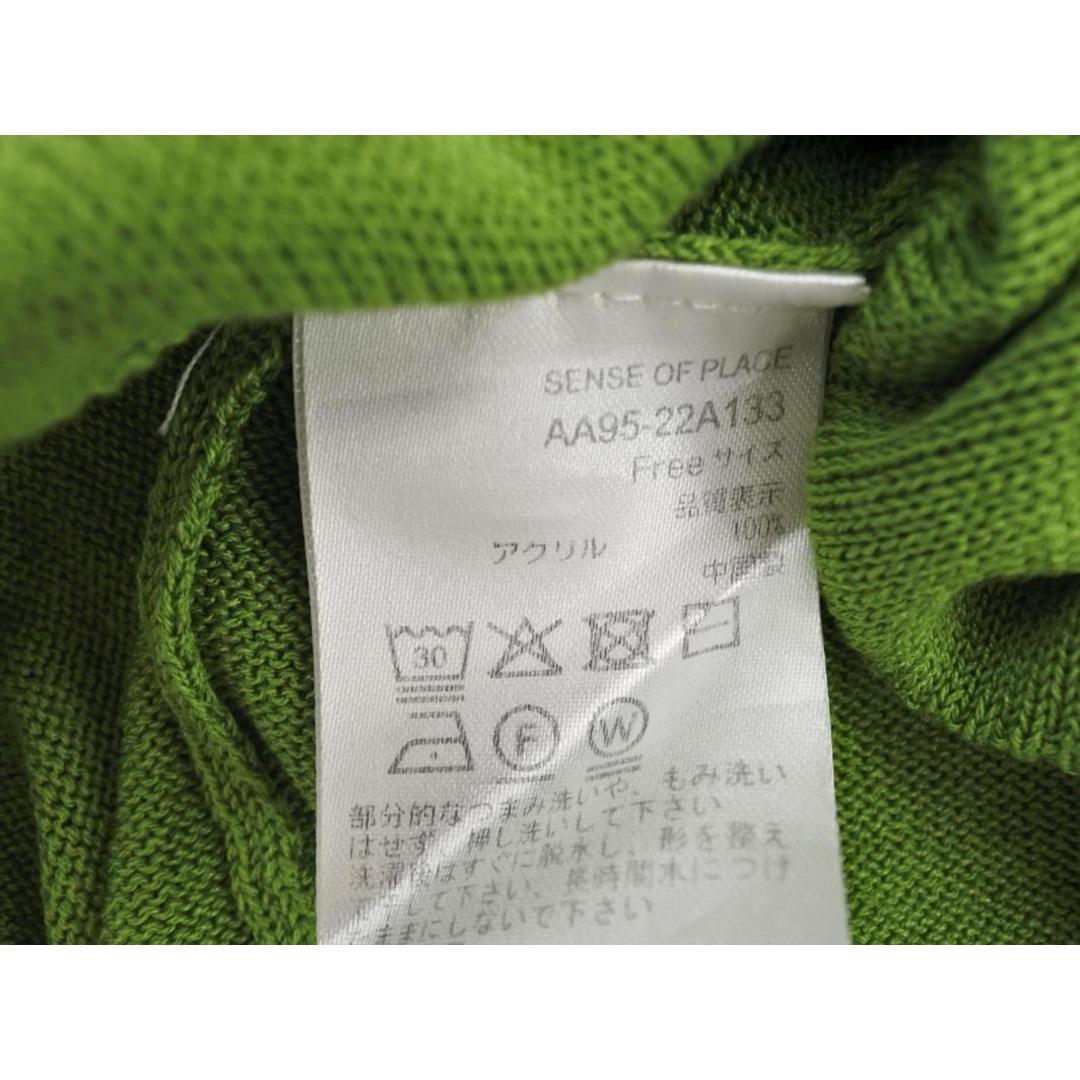 SENSE OF PLACE
AA95-22A133
Free サイズ
品質表示
アクリル 100%
中国製
30
F W
部分的なつまみ洗いや、もみ洗い
はせず、押し洗いして下さい
洗濯後はすぐに脱水し、形を整え
して下さい、長時間水につけ
ままにしないで下さい